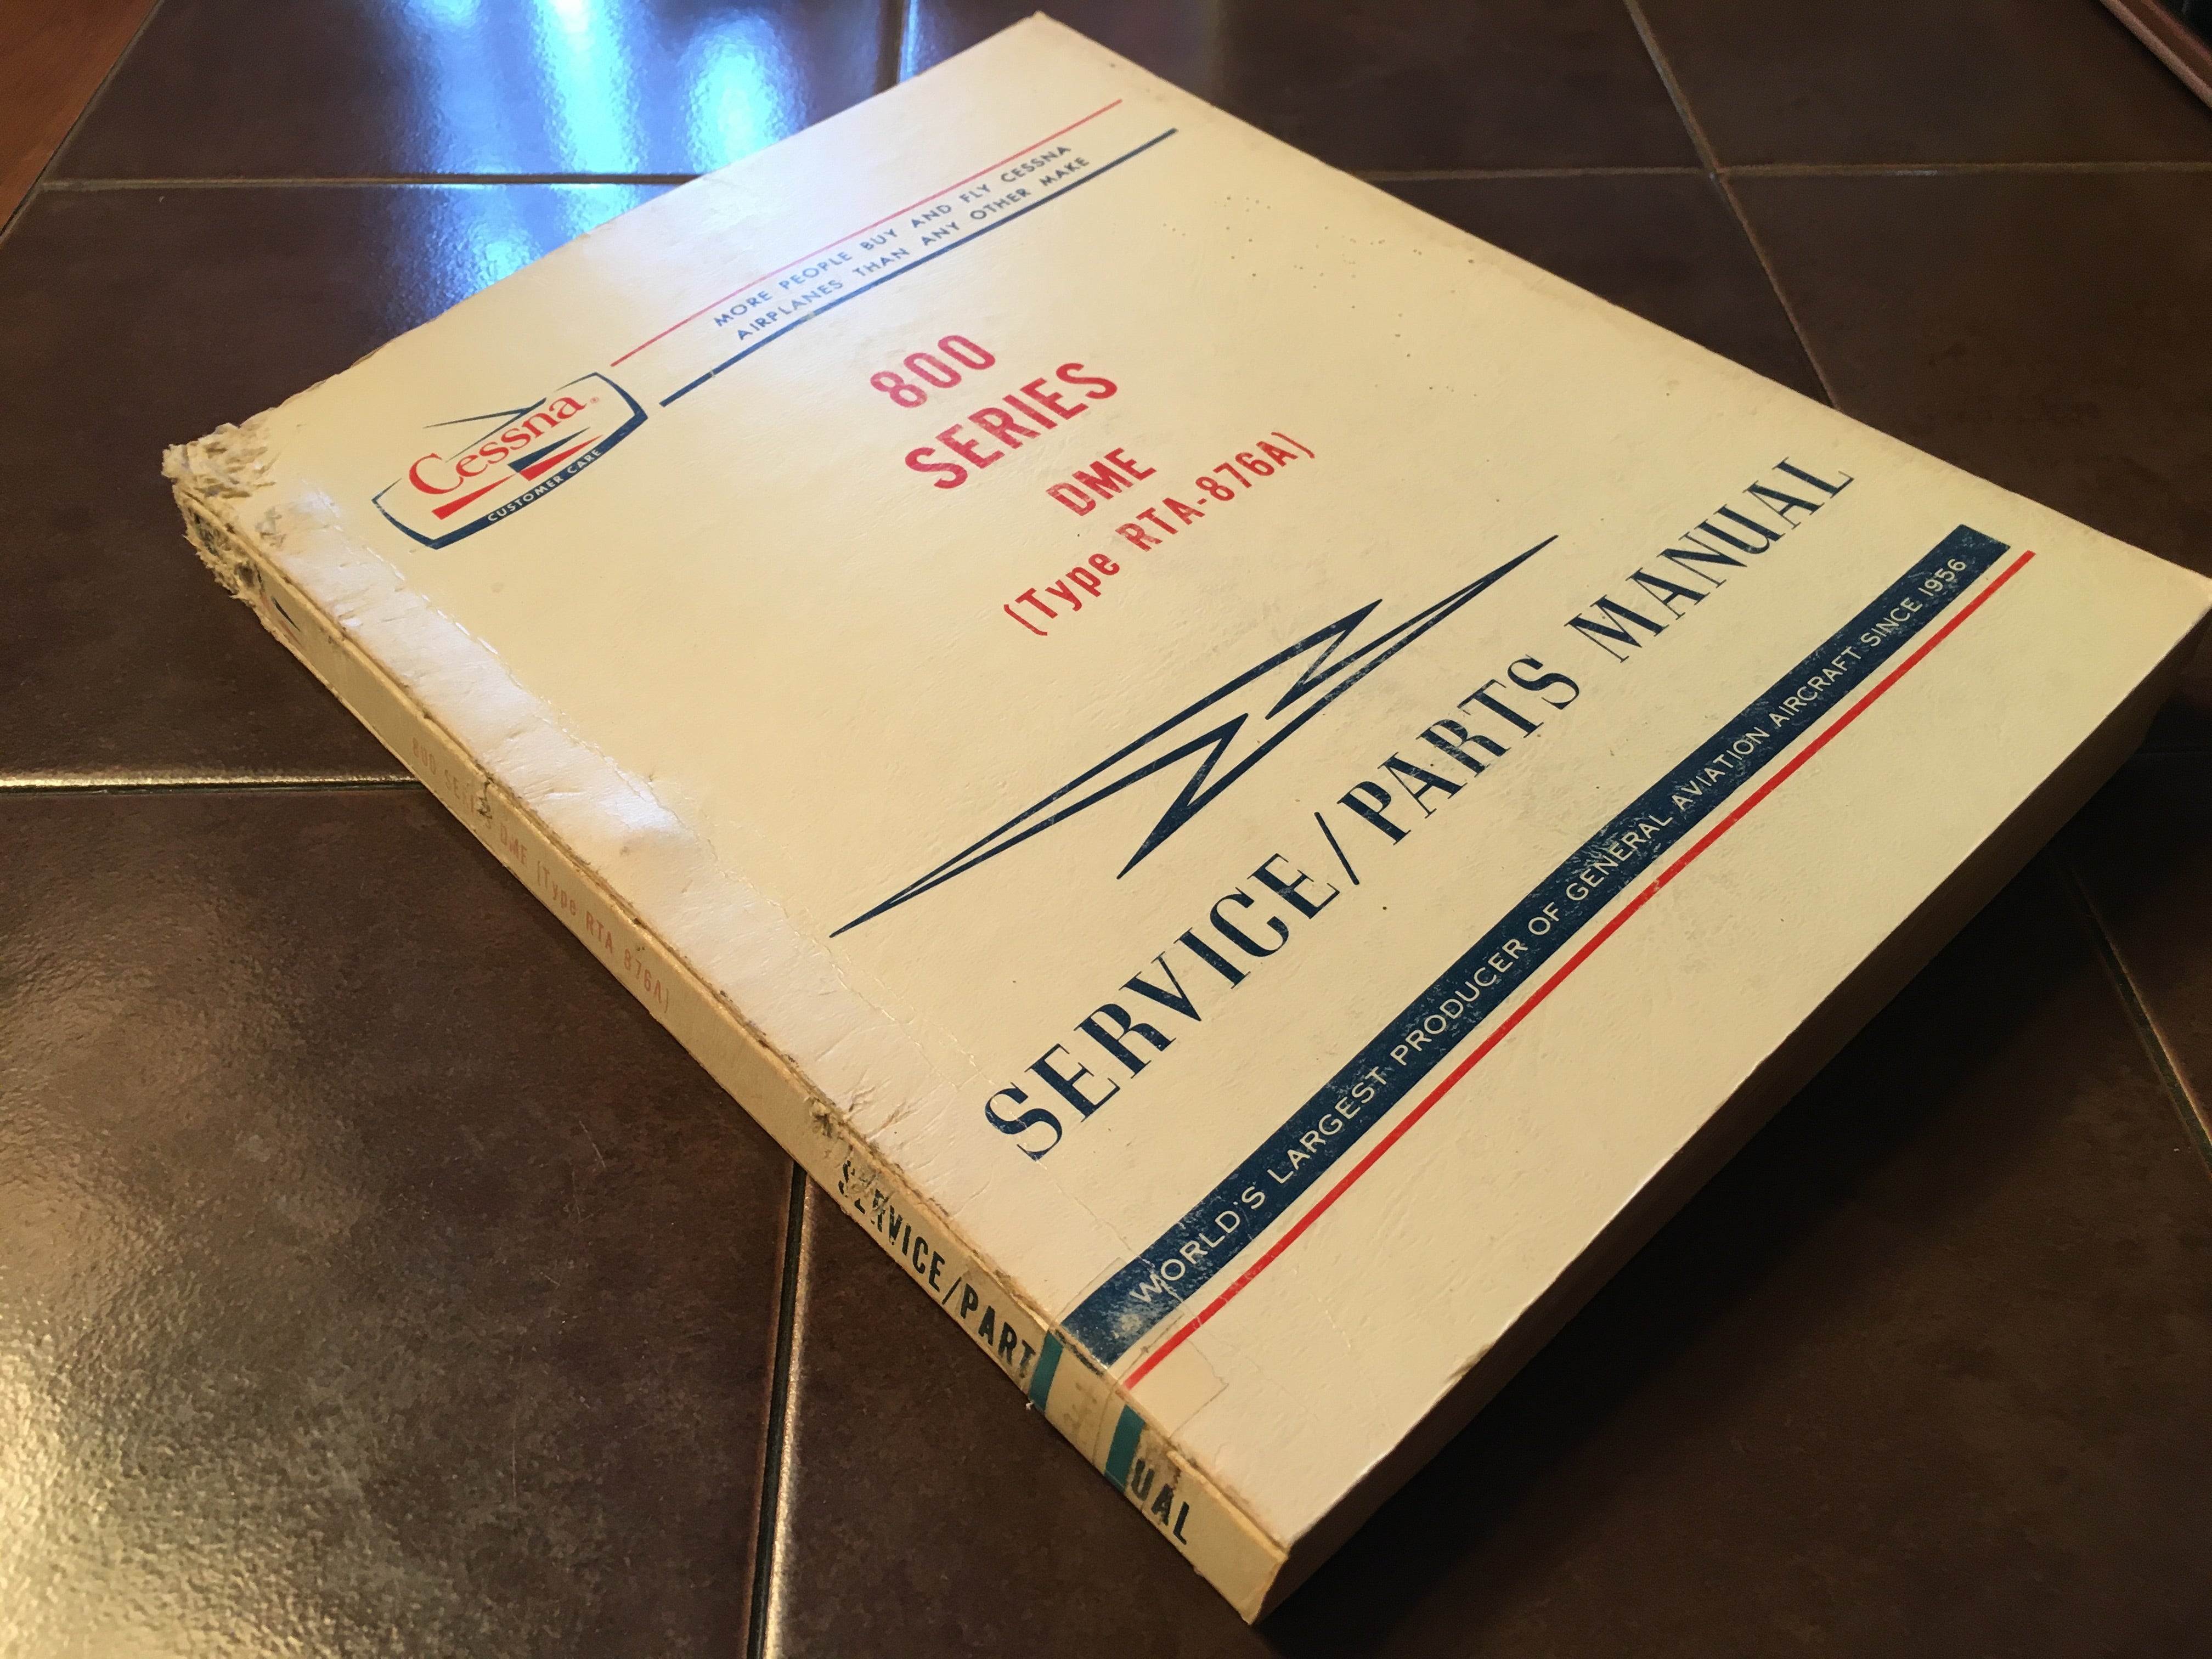 MORE PEOPLE BUY AND FLY CESSNA
AIRPLANES THAN ANY OTHER MAKE
Cessna®
CUSTOMER CARE
800
SERIES
DME
(Type RTA-876A)
SERVICE/PARTS MANUAL
WORLD'S LARGEST PRODUCER OF GENERAL AVIATION AIRCRAFT SINCE 1956
800 SERIES DME (Type RTA 876A)
SERVICE/PART UAL